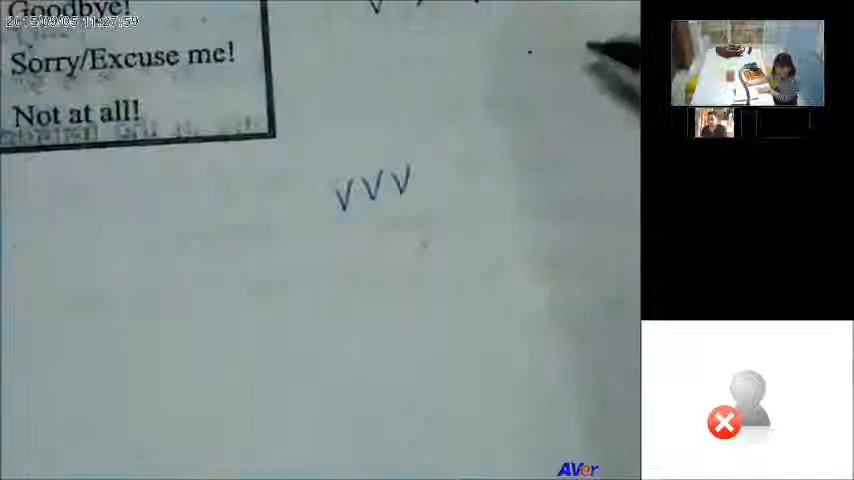 Goodbye!
2015/09/05 11:27:59
Sorry/Excuse me!
Not at all!
V V V
AVer